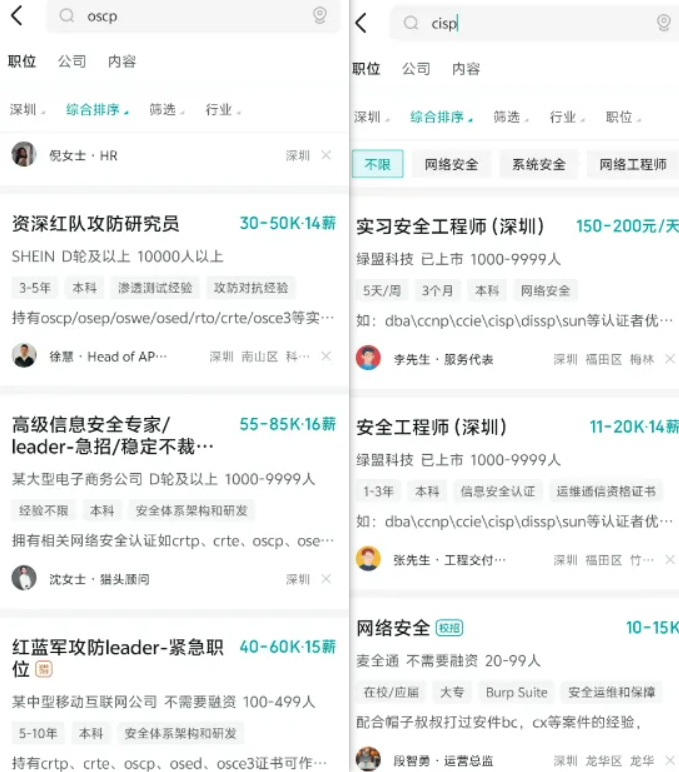 oscp
职位 公司 内容
深圳 综合排序 筛选 行业
倪女士 · HR 深圳
资深红队攻防研究员 30-50K·14薪
SHEIN D轮及以上 10000人以上
3-5年 本科 渗透测试经验 攻防对抗经验
持有oscp/osep/oswe/osed/rto/crte/osce3等实…
徐慧 · Head of AP… 深圳 南山区 科…
高级信息安全专家/ 55-85K·16薪
leader-急招/稳定不裁…
某大型电子商务公司 D轮及以上 1000-9999人
经验不限 本科 安全体系架构和研发
拥有相关网络安全认证如crtp、crte、oscp、ose…
沈女士 · 猎头顾问 深圳
红蓝军攻防leader-紧急职 40-60K·15薪
位
某中型移动互联网公司 不需要融资 100-499人
5-10年 本科 安全体系架构和研发
持有crtp、crte、oscp、osed、osce3证书可作…
cisp
职位 公司 内容
深圳 综合排序 筛选 行业 职位
不限 网络安全 系统安全 网络工程师
实习安全工程师（深圳） 150-200元/天
绿盟科技 已上市 1000-9999人
5天/周 3个月 本科 网络安全
如：dba\ccnp\ccie\cisp\dissp\sun等认证者优…
李先生 · 服务代表 深圳 福田区 梅林
安全工程师（深圳） 11-20K·14薪
绿盟科技 已上市 1000-9999人
1-3年 本科 信息安全认证 运维通信资格证书
如：dba\ccnp\ccie\cisp\dissp\sun等认证者优…
张先生 · 工程交付… 深圳 福田区 竹…
网络安全 校招 10-15K
麦全通 不需要融资 20-99人
在校/应届 大专 Burp Suite 安全运维和保障
配合帽子叔叔打过安件bc，cx等案件的经验，
段智勇 · 运营总监 深圳 龙华区 龙华